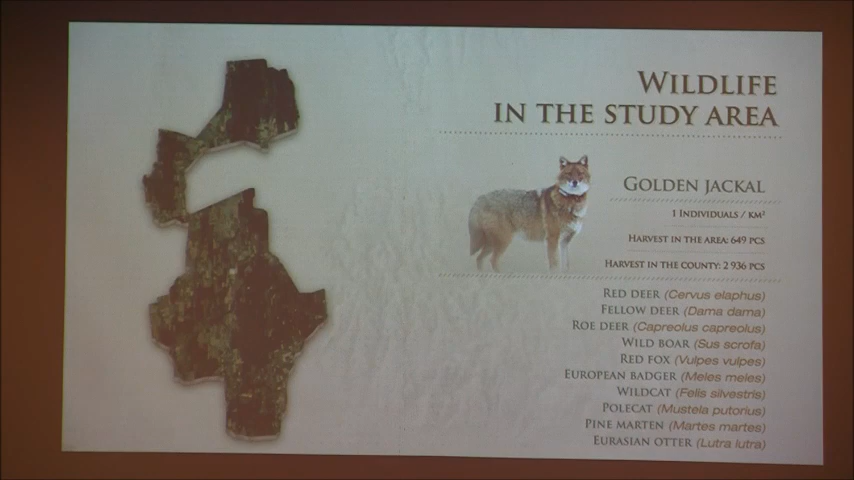 WILDLIFE
IN THE STUDY AREA
GOLDEN JACKAL
1 INDIVIDUALS / KM²
HARVEST IN THE AREA: 649 PCS
HARVEST IN THE COUNTY: 2 936 PCS
RED DEER (Cervus elaphus)
FELLOW DEER (Dama dama)
ROE DEER (Capreolus capreolus)
WILD BOAR (Sus scrofa)
RED FOX (Vulpes vulpes)
EUROPEAN BADGER (Meles meles)
WILDCAT (Felis silvestris)
POLECAT (Mustela putorius)
PINE MARTEN (Martes martes)
EURASIAN OTTER (Lutra lutra)